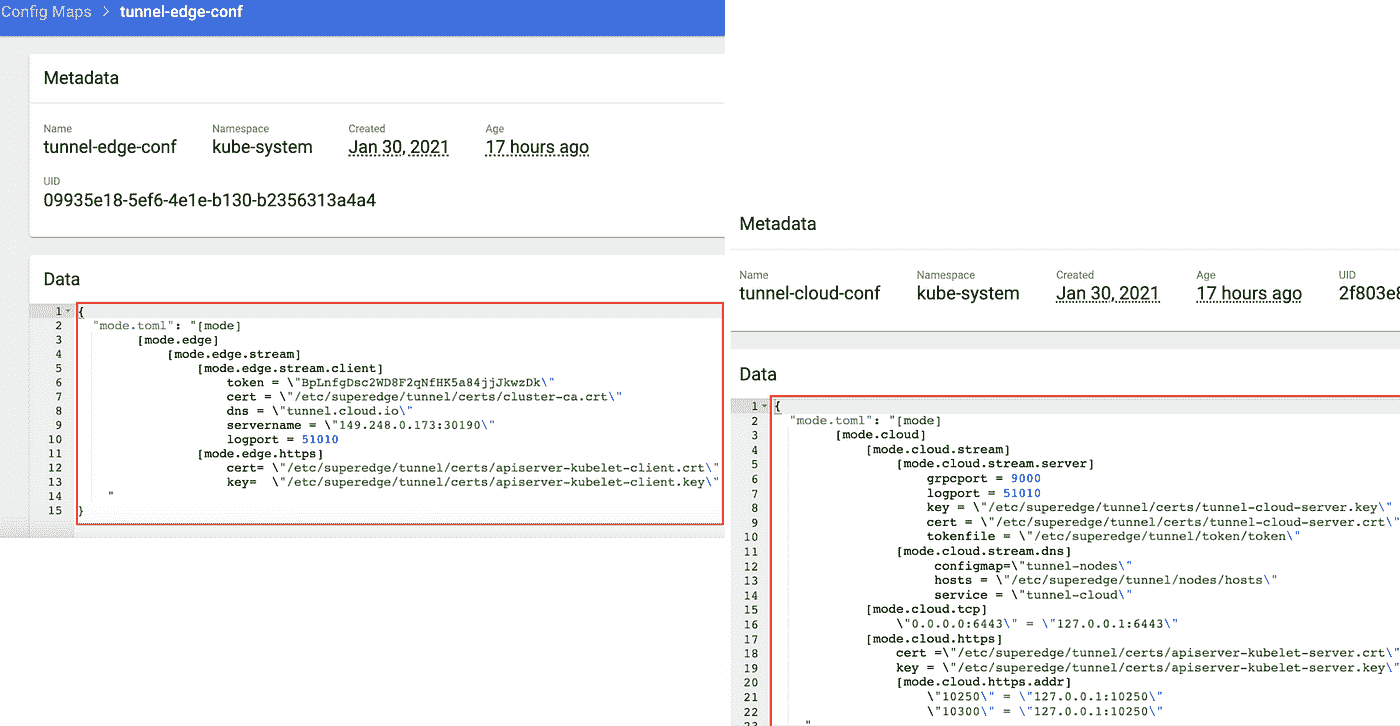 Config Maps > tunnel-edge-conf
Metadata
Name Namespace Created Age
tunnel-edge-conf kube-system Jan 30, 2021 17 hours ago
UID
09935e18-5ef6-4e1e-b130-b2356313a4a4
Data
1 {
2 "mode.toml": "[mode]
3 [mode.edge]
4 [mode.edge.stream]
5 [mode.edge.stream.client]
6 token = \"BpLnfgDsc2WD8F2qNfHK5a84jjJkwzDk\"
7 cert = \"/etc/superedge/tunnel/certs/cluster-ca.crt\"
8 dns = \"tunnel.cloud.io\"
9 servername = \"149.248.0.173:30190\"
10 logport = 51010
11 [mode.edge.https]
12 cert= \"/etc/superedge/tunnel/certs/apiserver-kubelet-client.crt\"
13 key= \"/etc/superedge/tunnel/certs/apiserver-kubelet-client.key\"
14 "
15 }
Metadata
Name Namespace Created Age UID
tunnel-cloud-conf kube-system Jan 30, 2021 17 hours ago 2f803e8
Data
1 {
2 "mode.toml": "[mode]
3 [mode.cloud]
4 [mode.cloud.stream]
5 [mode.cloud.stream.server]
6 grpcport = 9000
7 logport = 51010
8 key = \"/etc/superedge/tunnel/certs/tunnel-cloud-server.key\"
9 cert = \"/etc/superedge/tunnel/certs/tunnel-cloud-server.crt\"
10 tokenfile = \"/etc/superedge/tunnel/token/token\"
11 [mode.cloud.stream.dns]
12 configmap=\"tunnel-nodes\"
13 hosts = \"/etc/superedge/tunnel/nodes/hosts\"
14 service = \"tunnel-cloud\"
15 [mode.cloud.tcp]
16 \"0.0.0.0:6443\" = \"127.0.0.1:6443\"
17 [mode.cloud.https]
18 cert =\"/etc/superedge/tunnel/certs/apiserver-kubelet-server.crt\"
19 key = \"/etc/superedge/tunnel/certs/apiserver-kubelet-server.key\"
20 [mode.cloud.https.addr]
21 \"10250\" = \"127.0.0.1:10250\"
22 \"10300\" = \"127.0.0.1:10250\"
23 "